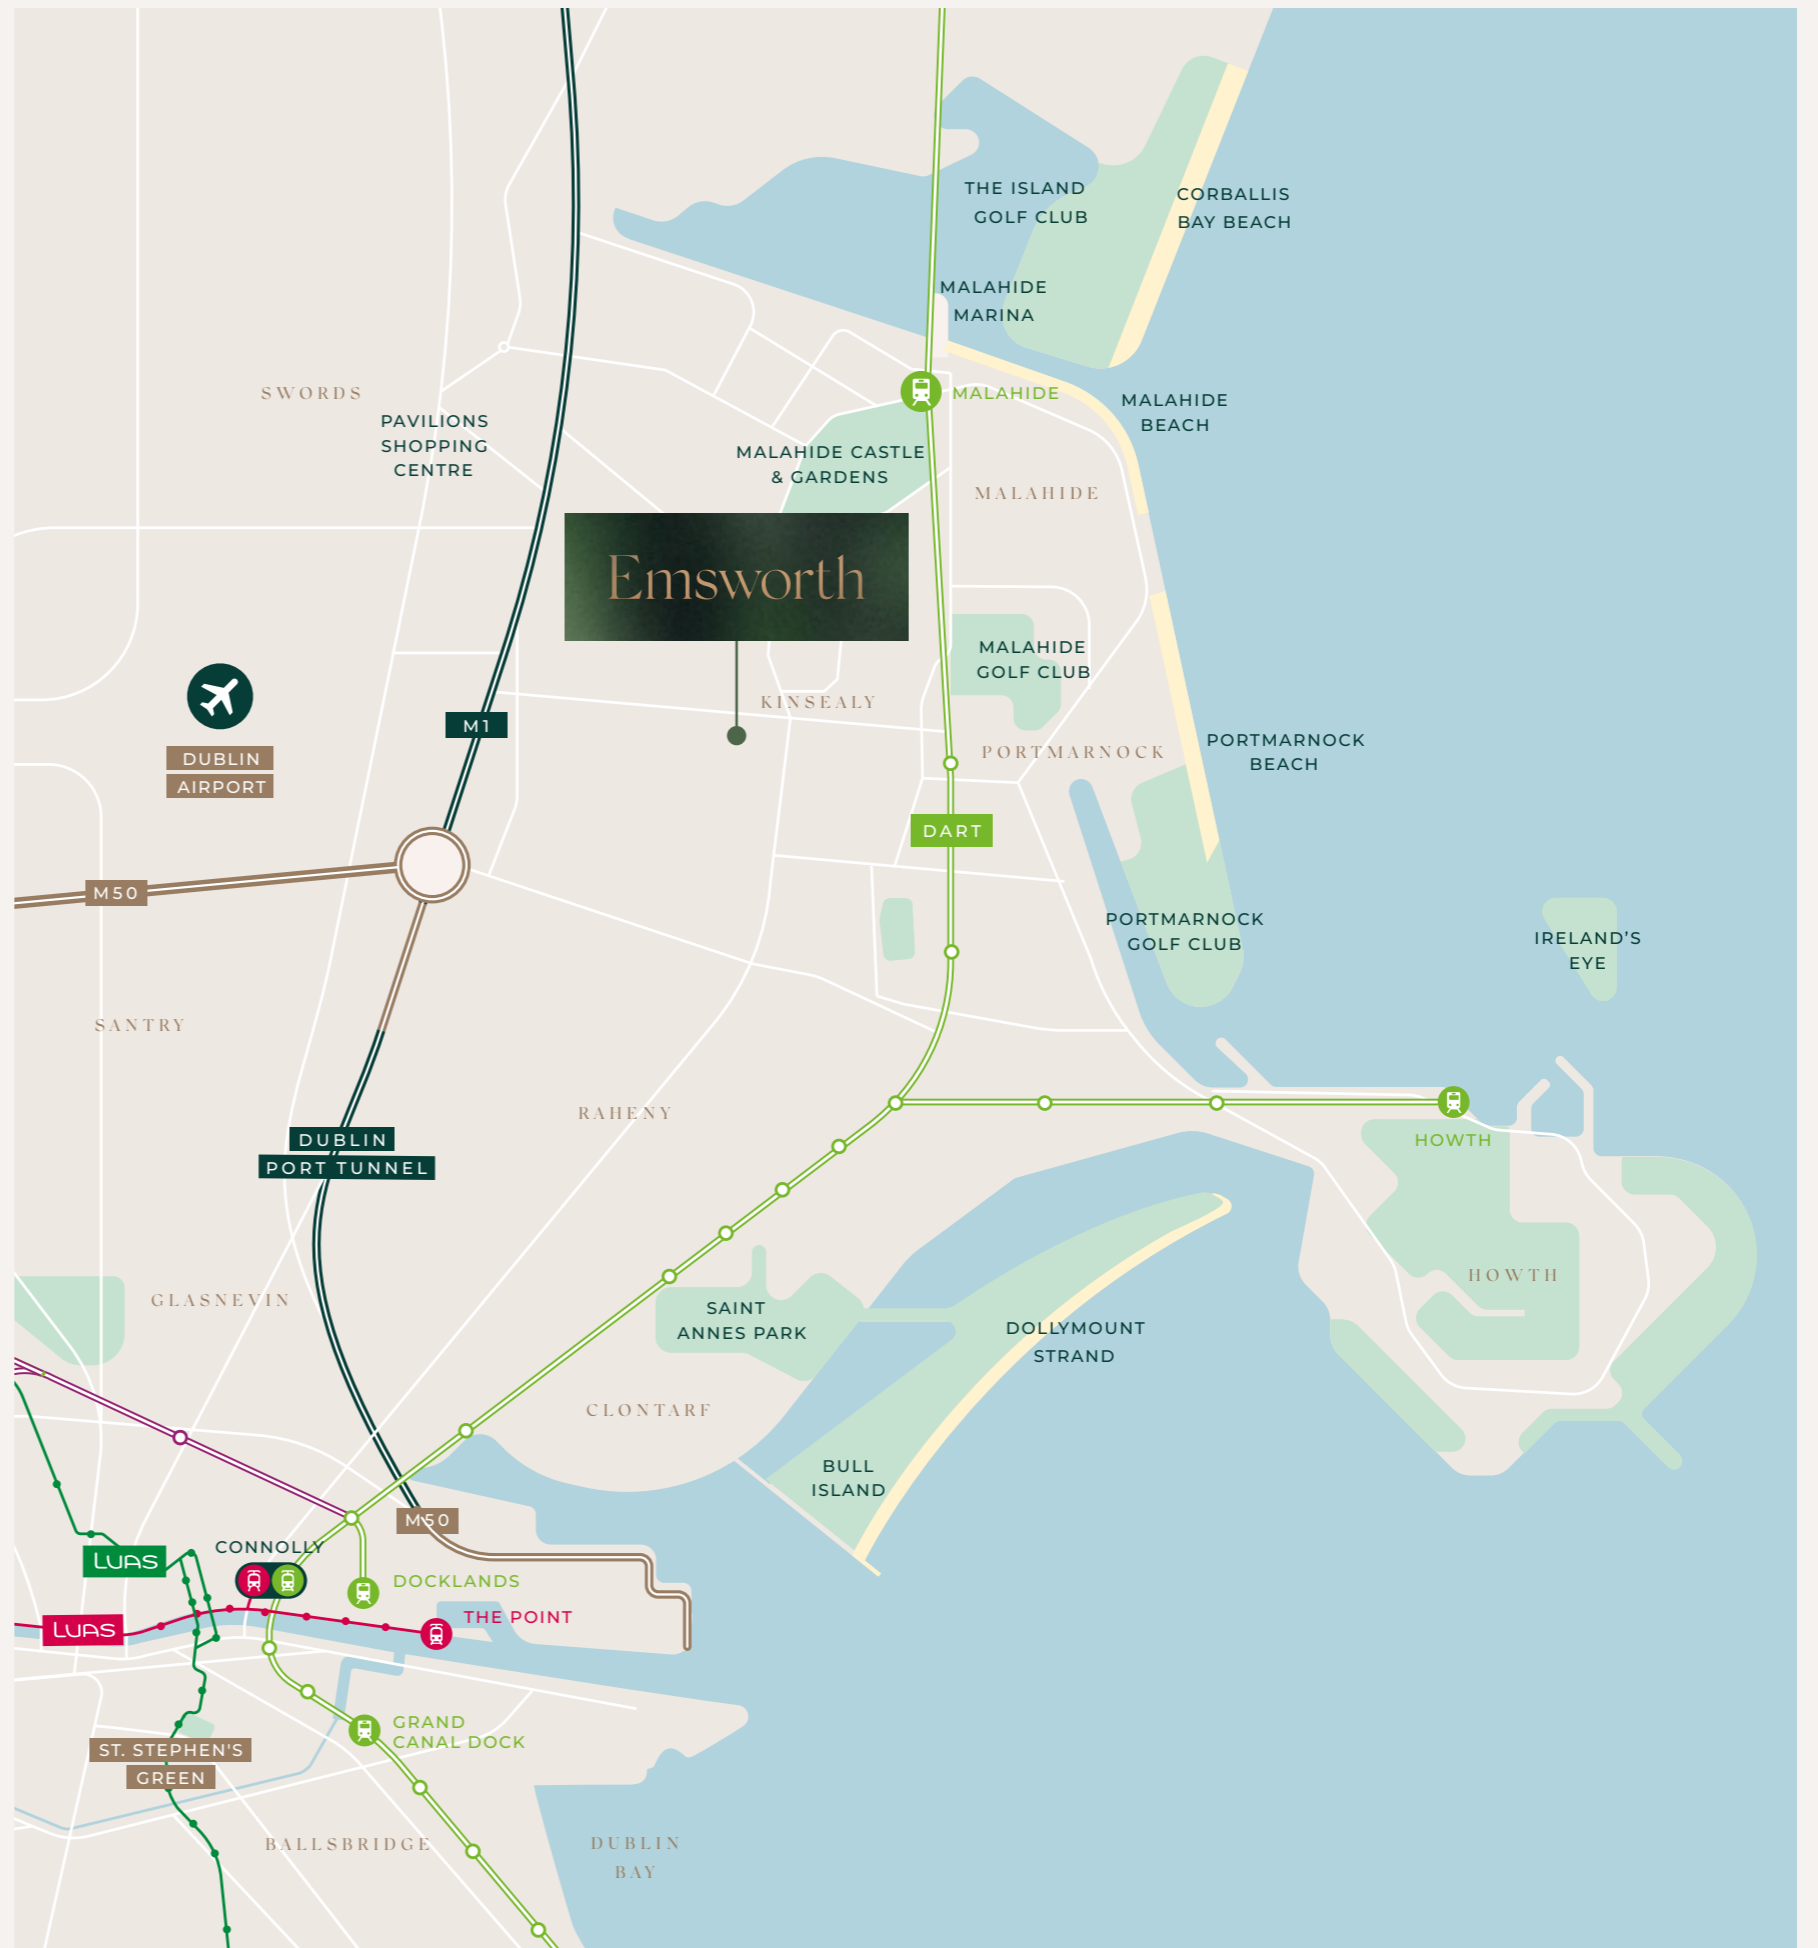 THE ISLAND
GOLF CLUB
CORBALLIS
BAY BEACH
MALAHIDE
MARINA
SWORDS
PAVILIONS
SHOPPING
CENTRE
MALAHIDE
MALAHIDE
BEACH
MALAHIDE CASTLE
& GARDENS
MALAHIDE
Emsworth
MALAHIDE
GOLF CLUB
KINSEALY
M1
DUBLIN
AIRPORT
PORTMARNOCK
PORTMARNOCK
BEACH
DART
M50
PORTMARNOCK
GOLF CLUB
IRELAND'S
EYE
SANTRY
RAHENY
DUBLIN
PORT TUNNEL
HOWTH
HOWTH
GLASNEVIN
SAINT
ANNES PARK
DOLLYMOUNT
STRAND
CLONTARF
BULL
ISLAND
M50
CONNOLLY
LUAS
DOCKLANDS
THE POINT
LUAS
GRAND
CANAL DOCK
ST. STEPHEN'S
GREEN
BALLSBRIDGE
DUBLIN
BAY